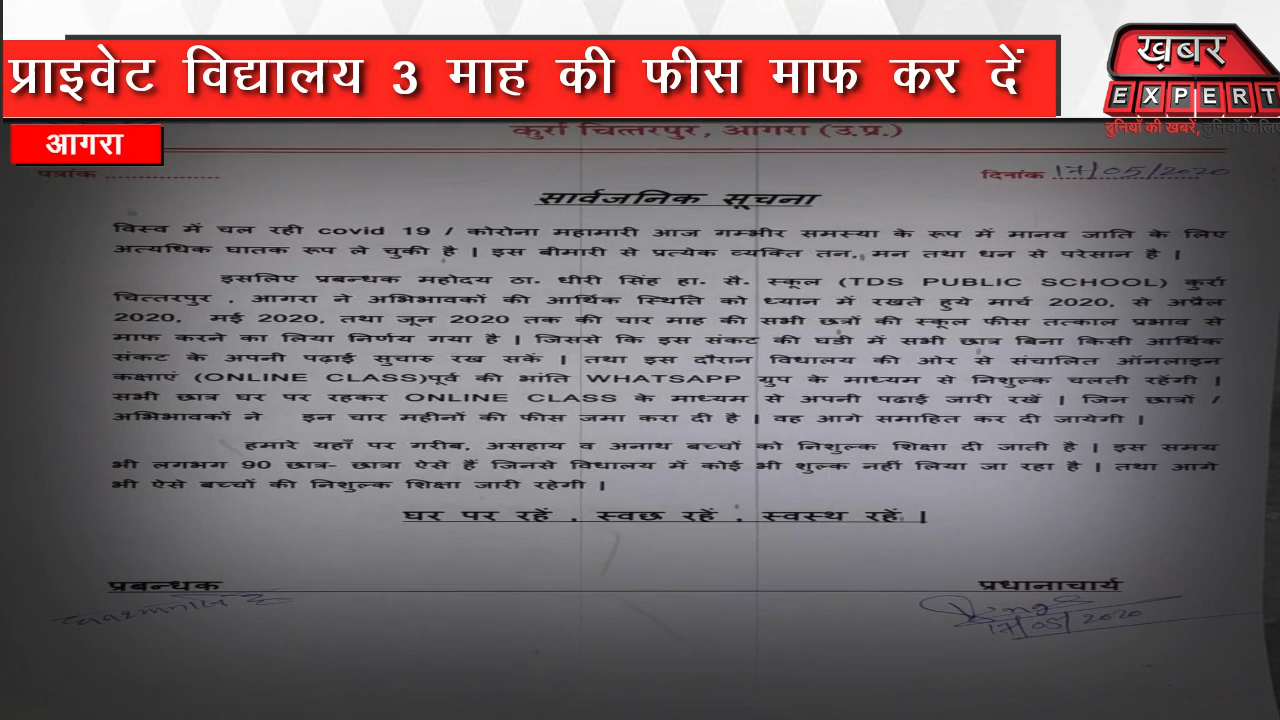 प्राइवेट विद्यालय 3 माह की फीस माफ कर दें
ख़बर
EXPERT
दुनियाँ की खबरें, दुनियाँ के लि
आगरा
कुर्रा चित्तरपुर, आगरा (उ.प्र.)
पत्रांक ....................
दिनांक 17/05/2020
सार्वजनिक सूचना
विस्व में चल रही covid 19 / कोरोना महामारी आज गम्भीर समस्या के रूप में मानव जाति के लिए
अत्यधिक घातक रूप ले चुकी है | इस बीमारी से प्रत्येक व्यक्ति तन, मन तथा धन से परेसान है |
इसलिए प्रबन्धक महोदय ठा. धीरी सिंह हा. सै. स्कूल (TDS PUBLIC SCHOOL) कुर्रा
चित्तरपुर , आगरा ने अभिभावकों की आर्थिक स्थिति को ध्यान में रखते हुये मार्च 2020, से अप्रैल
2020, मई 2020, तथा जून 2020 तक की चार माह की सभी छत्रों की स्कूल फीस तत्काल प्रभाव से
माफ करने का लिया निर्णय गया है | जिससे कि इस संकट की घडी में सभी छात्र बिना किसी आर्थिक
संकट के अपनी पढाई सुचारु रख सकें | तथा इस दौरान विधालय की ओर से संचालित ऑनलाइन
कक्षाएं (ONLINE CLASS)पूर्व की भांति WHATSAPP ग्रुप के माध्यम से निशुल्क चलती रहेंगी |
सभी छात्र घर पर रहकर ONLINE CLASS के माध्यम से अपनी पढाई जारी रखें | जिन छात्रों /
अभिभावकों ने इन चार महीनों की फीस जमा करा दी है | वह आगे समाहित कर दी जायेगी |
हमारे यहाँ पर गरीब, असहाय व अनाथ बच्चों को निशुल्क शिक्षा दी जाती है | इस समय
भी लगभग 90 छात्र- छात्रा ऐसे हैं जिनसे विधालय में कोई भी शुल्क नहीं लिया जा रहा है | तथा आगे
भी ऐसे बच्चों की निशुल्क शिक्षा जारी रहेगी |
घर पर रहें , स्वछ रहें , स्वस्थ रहें |
प्रबन्धक
प्रधानाचार्य
17/05/2020